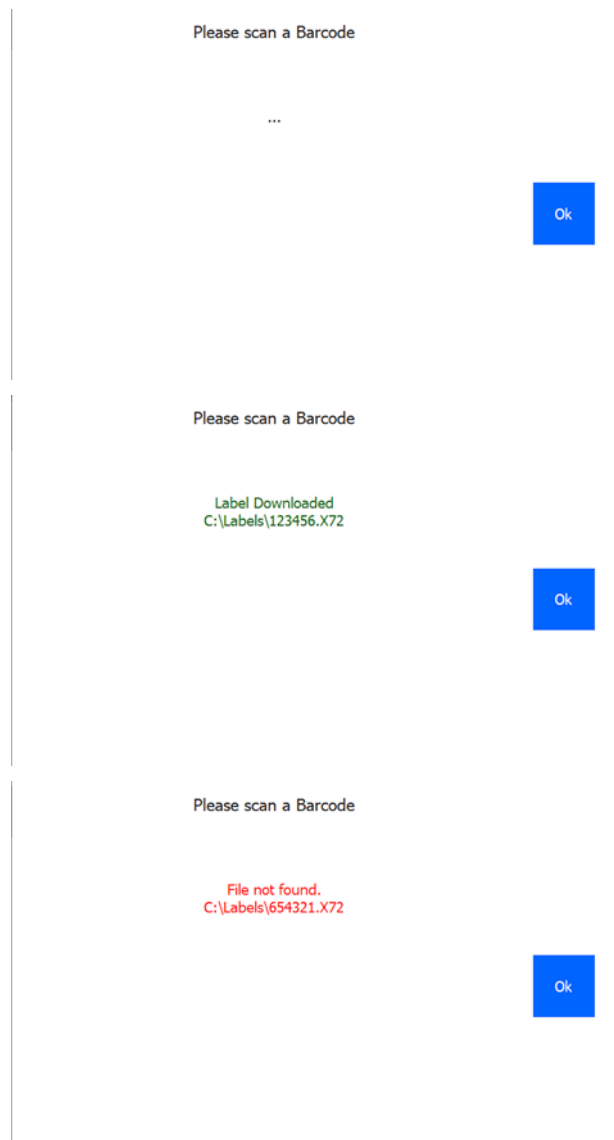 Please scan a Barcode
...
Ok
Please scan a Barcode
Label Downloaded
C:\Labels\123456.X72
Ok
Please scan a Barcode
File not found.
C:\Labels\654321.X72
Ok